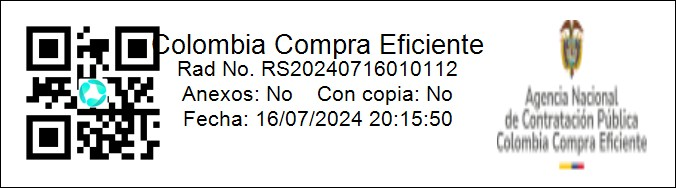 Colombia Compra Eficiente
Rad No. RS20240716010112
Anexos: No    Con copia: No
Fecha: 16/07/2024 20:15:50
Agencia Nacional
de Contratación Pública
Colombia Compra Eficiente